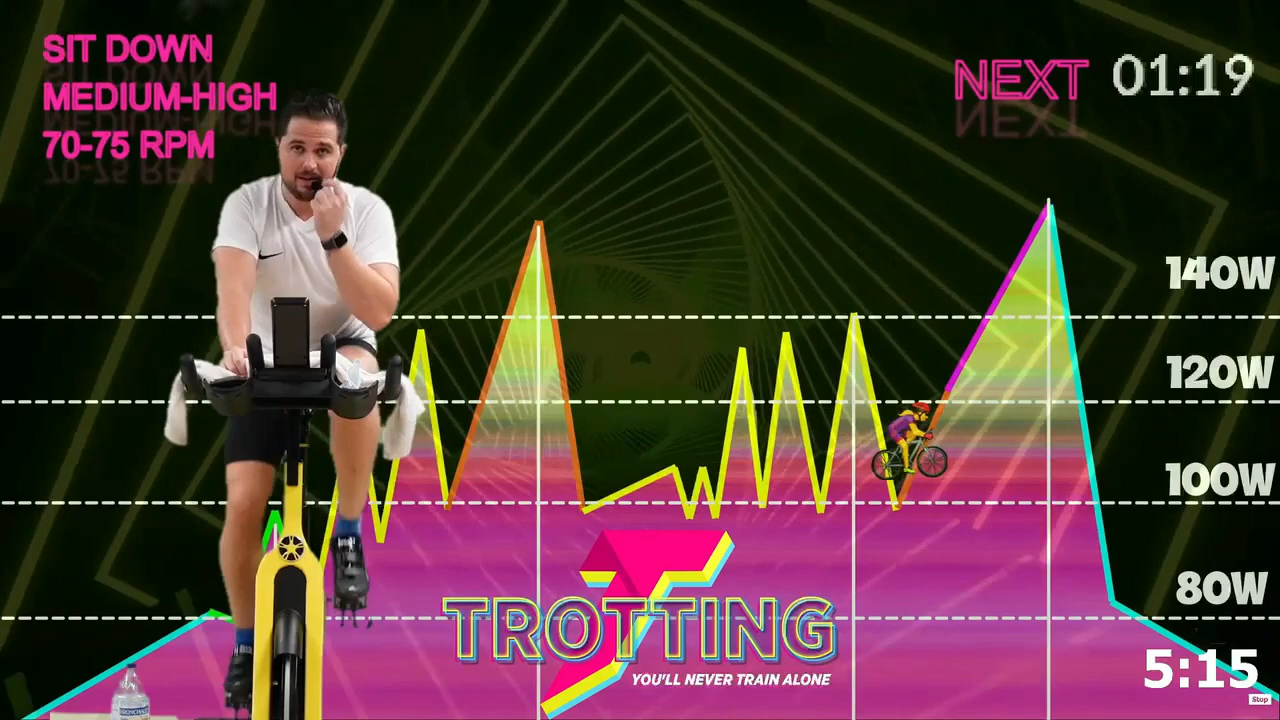 SIT DOWN
MEDIUM-HIGH
70-75 RPM
NEXT 01:19
140W
120W
100W
80W
TROTTING
YOU'LL NEVER TRAIN ALONE
5:15
Stop